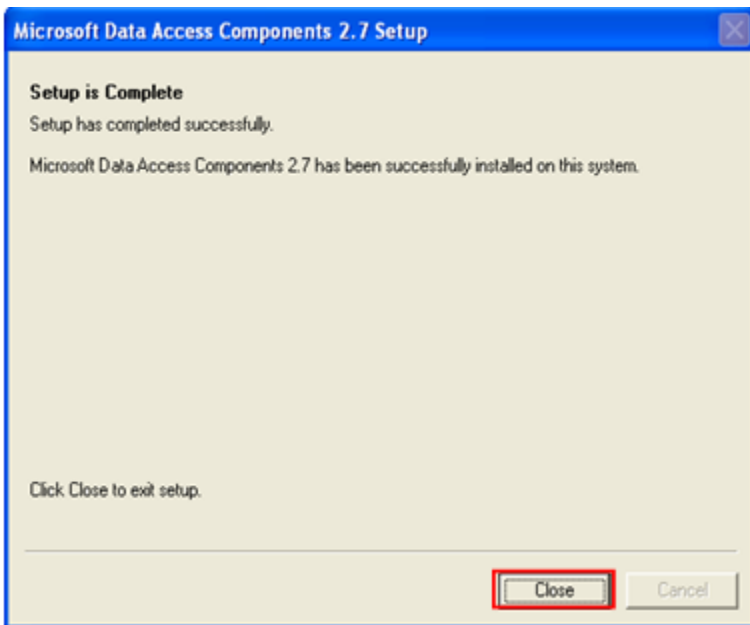 Microsoft Data Access Components 2.7 Setup
Setup is Complete
Setup has completed successfully.
Microsoft Data Access Components 2.7 has been successfully installed on this system.
Click Close to exit setup.
Close
Cancel